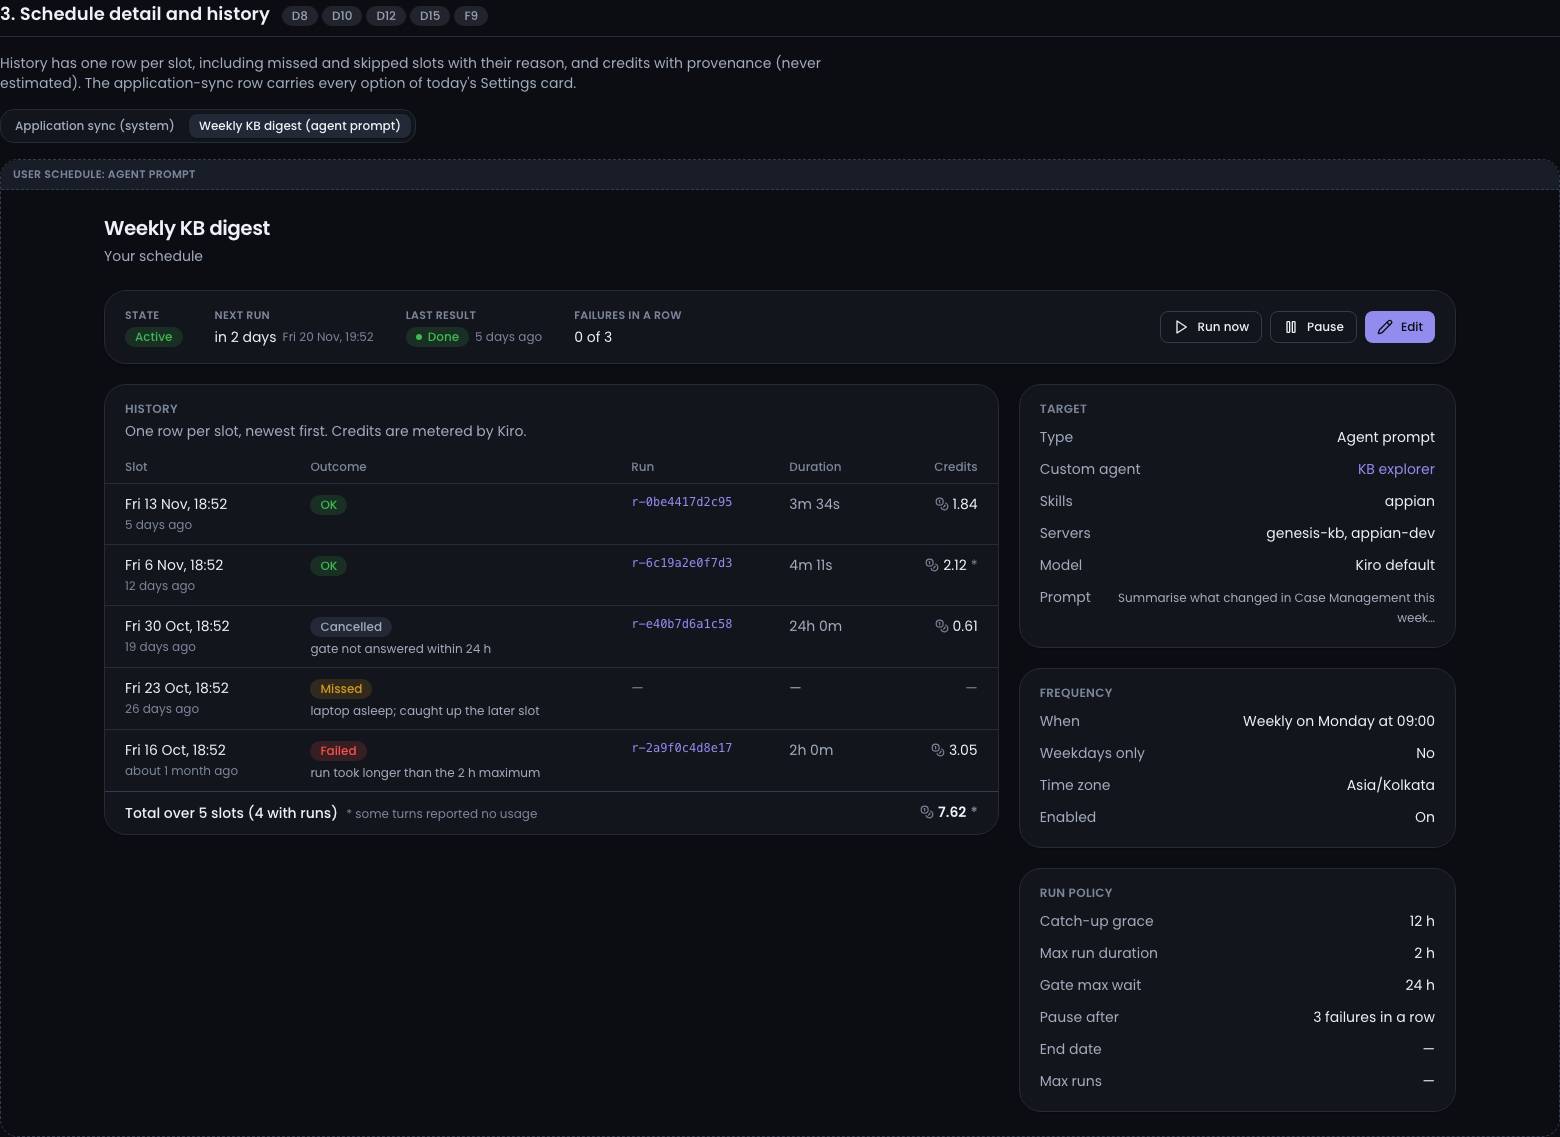 3. Schedule detail and history D8 D10 D12 D15 F9
History has one row per slot, including missed and skipped slots with their reason, and credits with provenance (never
estimated). The application-sync row carries every option of today's Settings card.
Application sync (system) Weekly KB digest (agent prompt)
USER SCHEDULE: AGENT PROMPT
Weekly KB digest
Your schedule
STATE NEXT RUN LAST RESULT FAILURES IN A ROW
Active in 2 days Fri 20 Nov, 19:52 Done 5 days ago 0 of 3
Run now Pause Edit
HISTORY
One row per slot, newest first. Credits are metered by Kiro.
Slot Outcome Run Duration Credits
Fri 13 Nov, 18:52 OK r-0be4417d2c95 3m 34s 1.84
5 days ago
Fri 6 Nov, 18:52 OK r-6c19a2e0f7d3 4m 11s 2.12 *
12 days ago
Fri 30 Oct, 18:52 Cancelled r-e40b7d6a1c58 24h 0m 0.61
19 days ago gate not answered within 24 h
Fri 23 Oct, 18:52 Missed — — —
26 days ago laptop asleep; caught up the later slot
Fri 16 Oct, 18:52 Failed r-2a9f0c4d8e17 2h 0m 3.05
about 1 month ago run took longer than the 2 h maximum
Total over 5 slots (4 with runs) * some turns reported no usage 7.62 *
TARGET
Type Agent prompt
Custom agent KB explorer
Skills appian
Servers genesis-kb, appian-dev
Model Kiro default
Prompt Summarise what changed in Case Management this
week…
FREQUENCY
When Weekly on Monday at 09:00
Weekdays only No
Time zone Asia/Kolkata
Enabled On
RUN POLICY
Catch-up grace 12 h
Max run duration 2 h
Gate max wait 24 h
Pause after 3 failures in a row
End date —
Max runs —